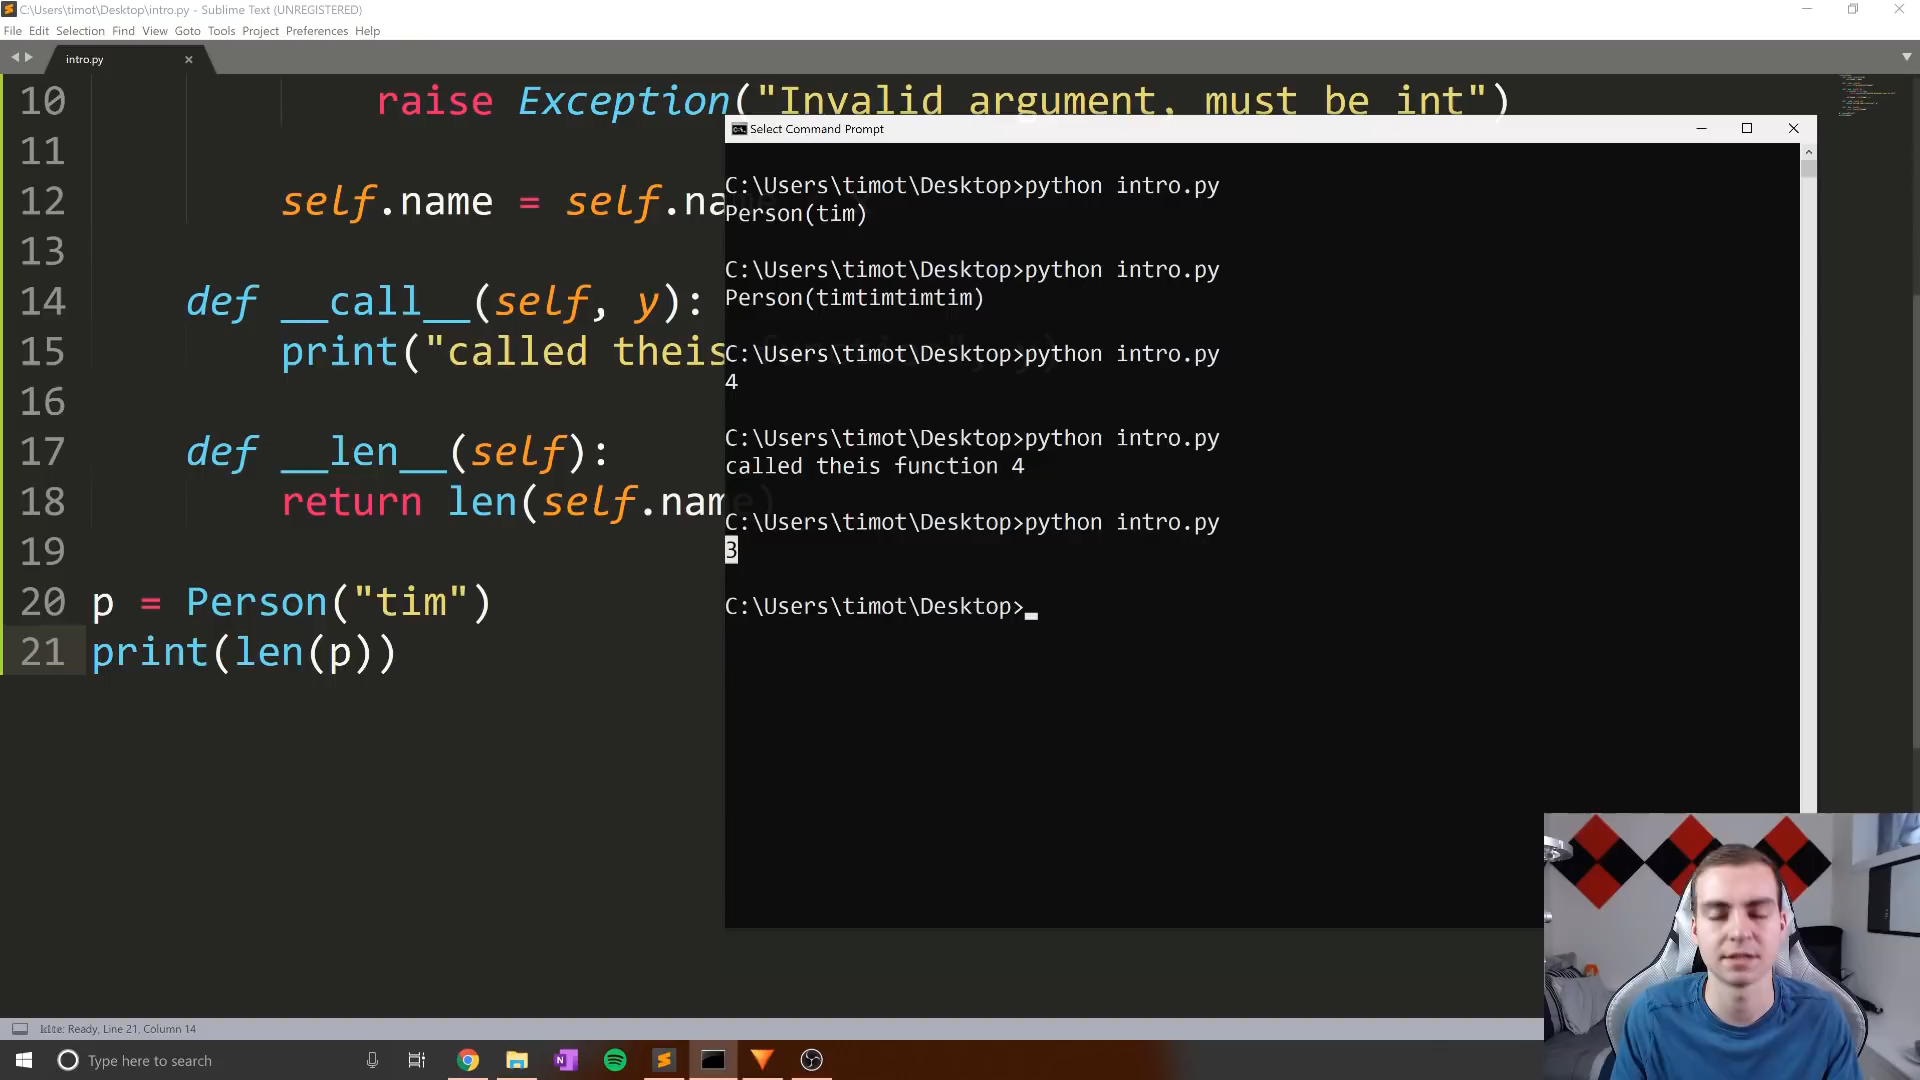 C:\Users\timot\Desktop\intro.py - Sublime Text (UNREGISTERED)
File Edit Selection Find View Goto Tools Project Preferences Help
intro.py
10 raise Exception("Invalid argument, must be int")
11
12 self.name = self.na
13
14 def __call__(self, y):
15 print("called theis
16
17 def __len__(self):
18 return len(self.name)
19
20 p = Person("tim")
21 print(len(p))
Select Command Prompt
C:\Users\timot\Desktop>python intro.py
Person(tim)
C:\Users\timot\Desktop>python intro.py
Person(timtimtimtim)
C:\Users\timot\Desktop>python intro.py
4
C:\Users\timot\Desktop>python intro.py
called theis function 4
C:\Users\timot\Desktop>python intro.py
3
C:\Users\timot\Desktop>
Ready, Line 21, Column 14
Type here to search